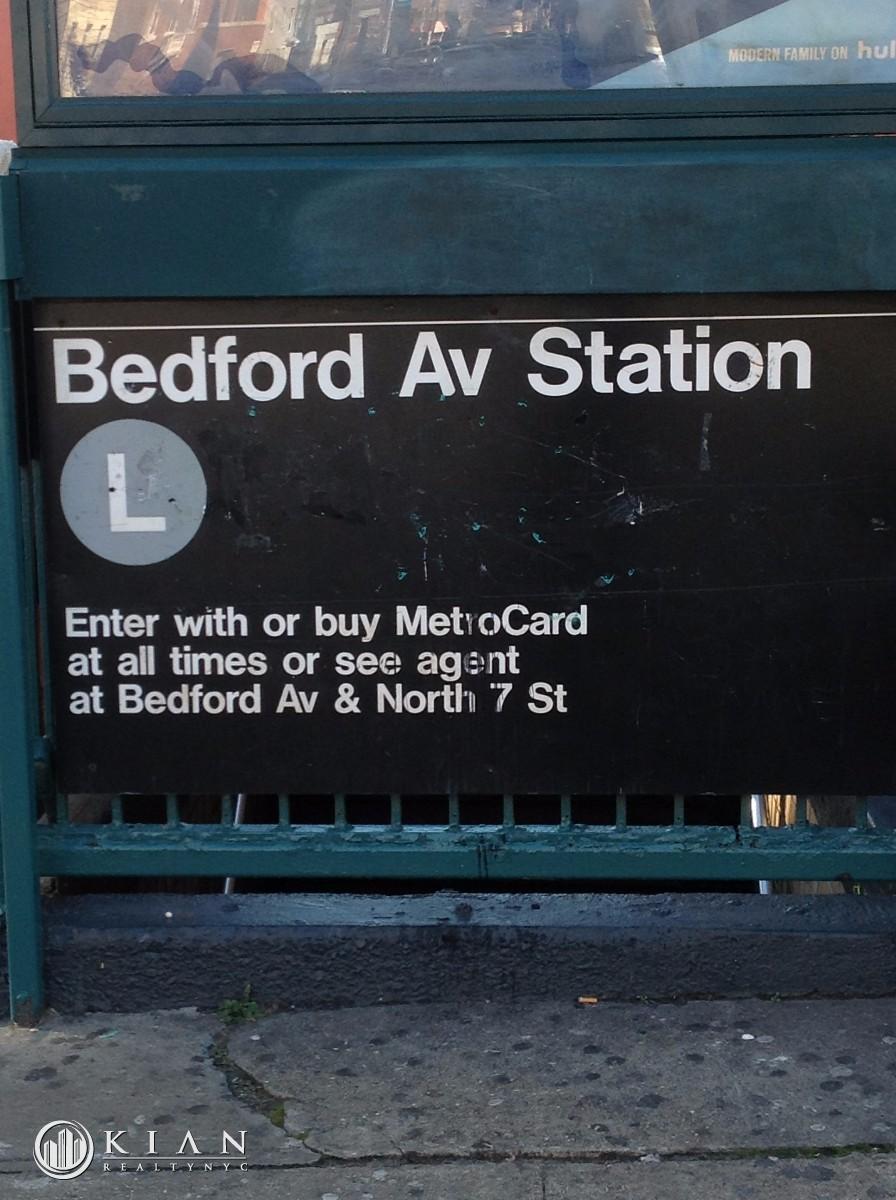 MODERN FAMILY ON hul
Bedford Av Station
L
Enter with or buy MetroCard
at all times or see agent
at Bedford Av & North 7 St
KIAN
REALTYNYC